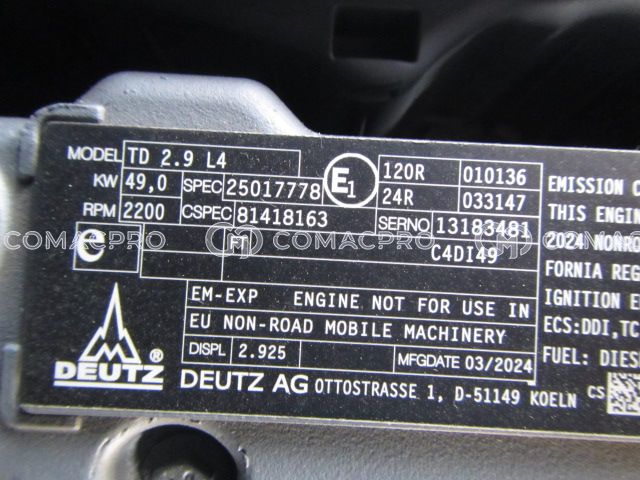 MODEL TD 2.9 L4
KW 49,0 SPEC 25017778 E1 120R 010136
RPM 2200 CSPEC 81418163 24R 033147
SERNO 13183481
e C4DI49
COMACPRO COMACPRO COMACPRO
EM-EXP ENGINE NOT FOR USE IN
EU NON-ROAD MOBILE MACHINERY
DISPL 2.925 MFGDATE 03/2024
DEUTZ ® DEUTZ AG OTTOSTRASSE 1, D-51149 KOELN
EMISSION C
THIS ENGIN
2024 NONRO
FORNIA REG
IGNITION E
ECS:DDI,TC
FUEL: DIES
CS